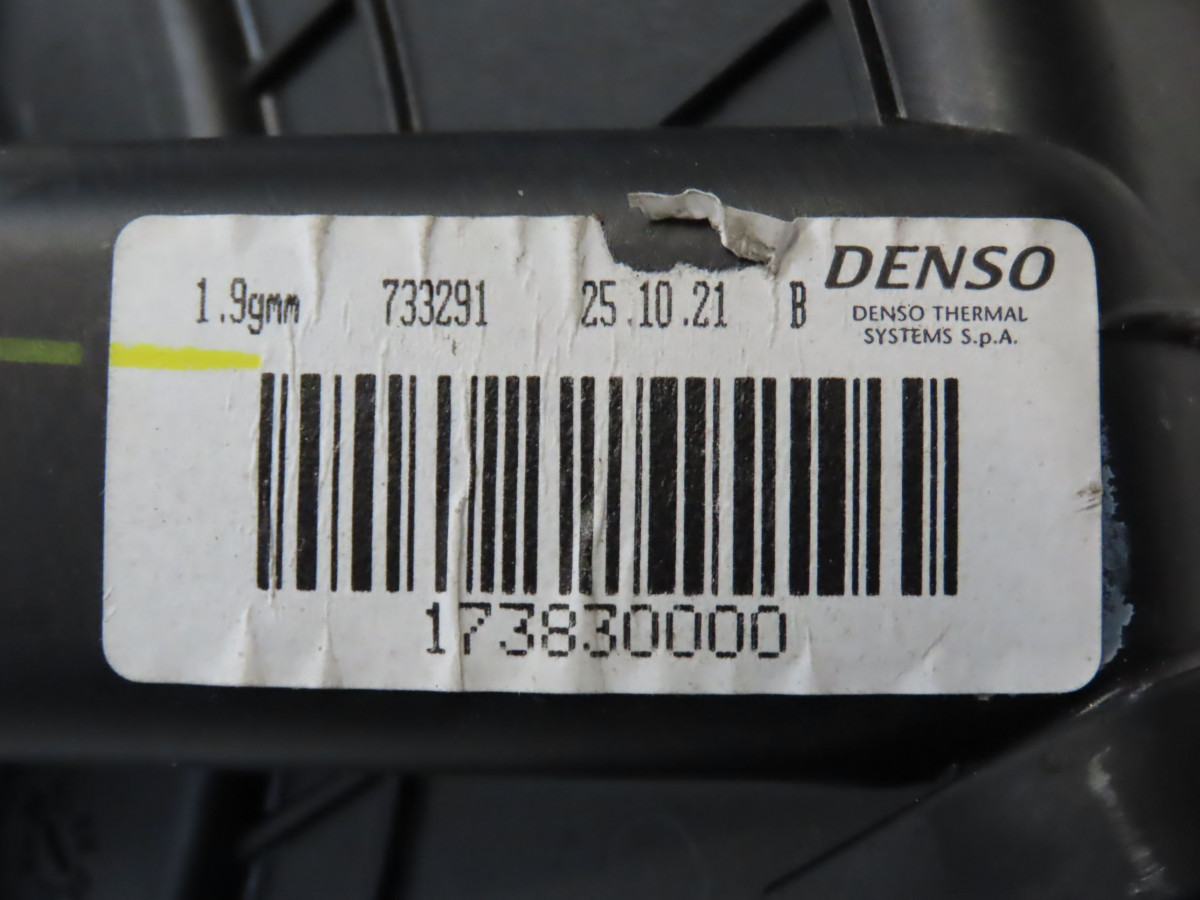 1.9gmm 733291 25.10.21 B
DENSO
DENSO THERMAL
SYSTEMS S.p.A.
173830000